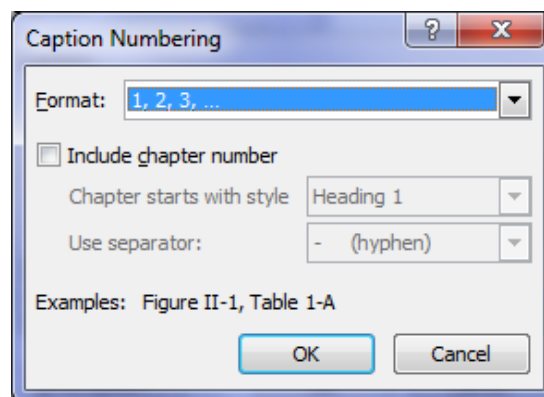 Caption Numbering
Format: 1, 2, 3, ...
Include chapter number
Chapter starts with style Heading 1
Use separator: - (hyphen)
Examples: Figure II-1, Table 1-A
OK Cancel